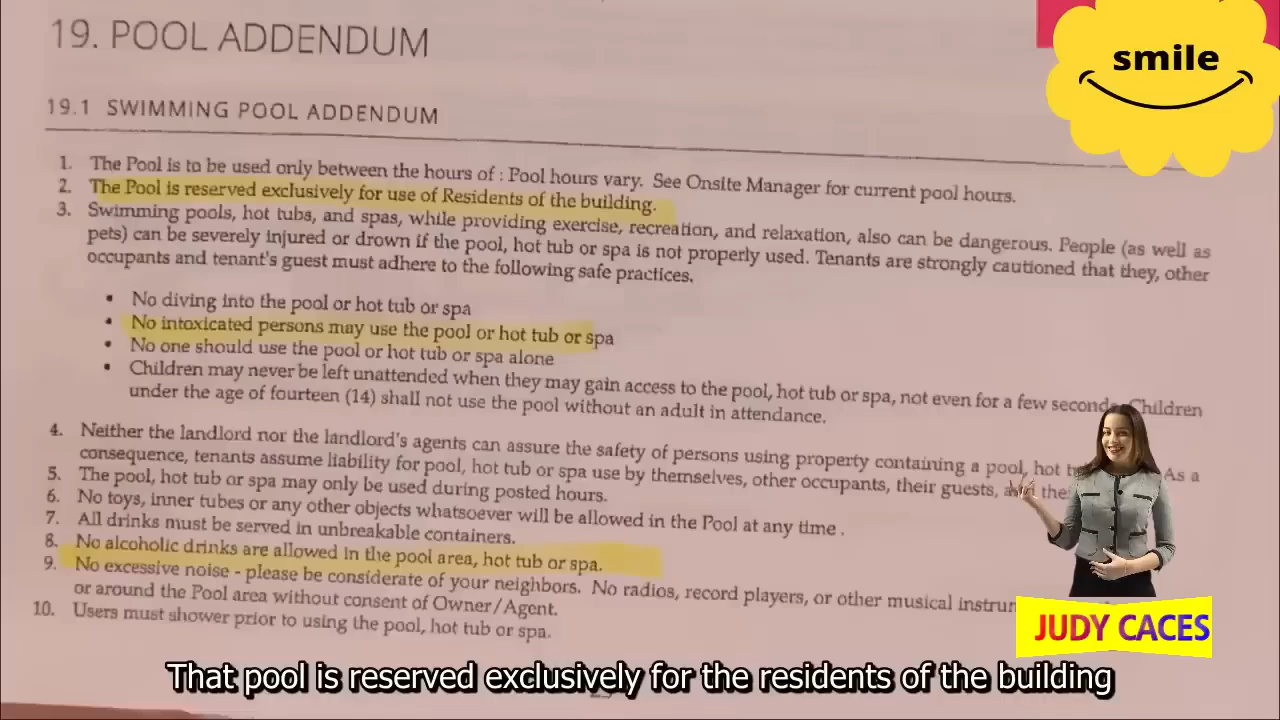 19. POOL ADDENDUM
smile
19.1 SWIMMING POOL ADDENDUM
1. The Pool is to be used only between the hours of : Pool hours vary. See Onsite Manager for current pool hours.
2. The Pool is reserved exclusively for use of Residents of the building.
3. Swimming pools, hot tubs, and spas, while providing exercise, recreation, and relaxation, also can be dangerous. People (as well as
pets) can be severely injured or drown if the pool, hot tub or spa is not properly used. Tenants are strongly cautioned that they, other
occupants and tenant's guest must adhere to the following safe practices.
• No diving into the pool or hot tub or spa
• No intoxicated persons may use the pool or hot tub or spa
• No one should use the pool or hot tub or spa alone
• Children may never be left unattended when they may gain access to the pool, hot tub or spa, not even for a few seconds. Children
under the age of fourteen (14) shall not use the pool without an adult in attendance.
4. Neither the landlord nor the landlord's agents can assure the safety of persons using property containing a pool, hot As a
consequence, tenants assume liability for pool, hot tub or spa use by themselves, other occupants, their guests, and
5. The pool, hot tub or spa may only be used during posted hours.
6. No toys, inner tubes or any other objects whatsoever will be allowed in the Pool at any time .
7. All drinks must be served in unbreakable containers.
8. No alcoholic drinks are allowed in the pool area, hot tub or spa.
9. No excessive noise - please be considerate of your neighbors. No radios, record players, or other musical
or around the Pool area without consent of Owner/Agent.
10. Users must shower prior to using the pool, hot tub or spa.
JUDY CACES
That pool is reserved exclusively for the residents of the building